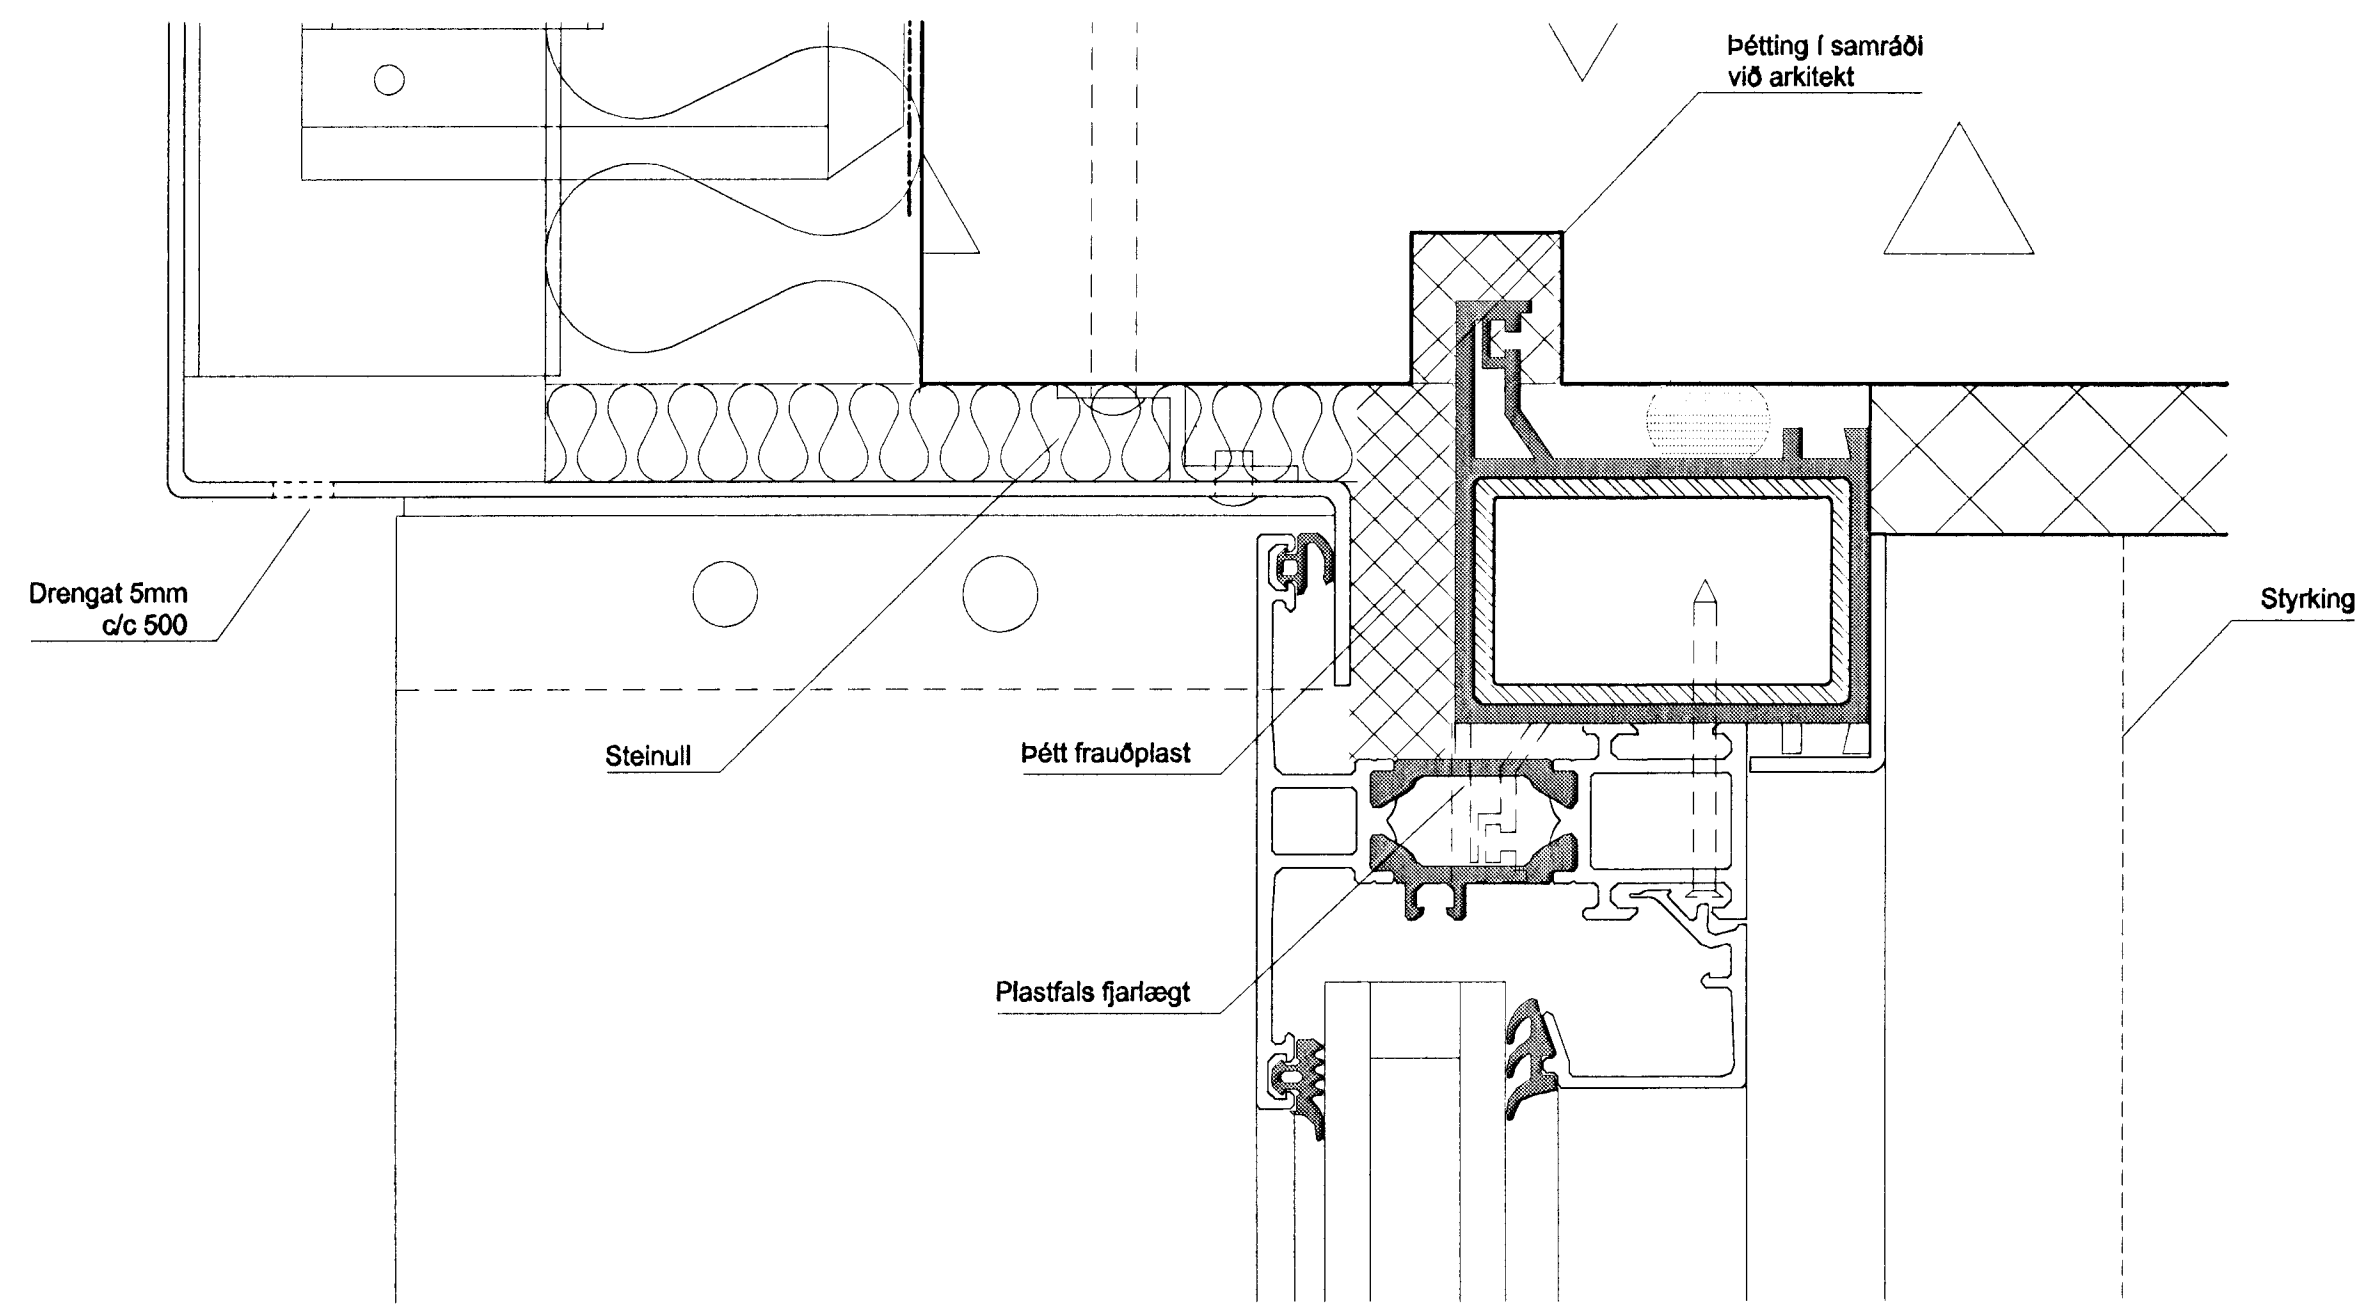 Þétting í samráði
við arkitekt
Drengat 5mm
c/c 500
Styrking
Steinull
Þétt frauðplast
Plastfals fjarlægt